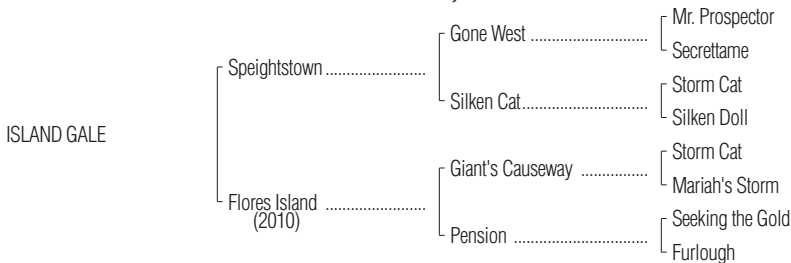 Mr. Prospector
Gone West ..............................
Secrettame
Speightstown .........................
Storm Cat
Silken Cat................................
Silken Doll
ISLAND GALE
Storm Cat
Giant's Causeway .................
Mariah's Storm
Flores Island .........................
(2010)
Seeking the Gold
Pension ..................................
Furlough